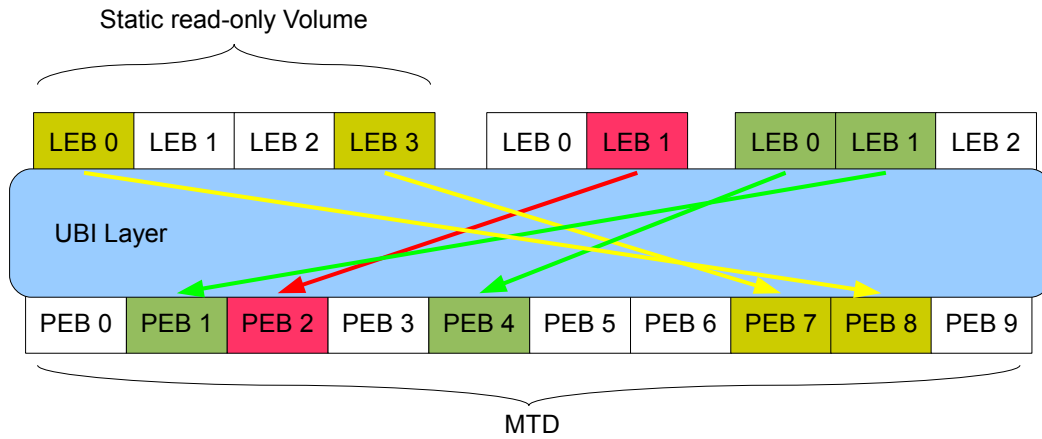 Static read-only Volume
LEB 0 LEB 1 LEB 2 LEB 3 LEB 0 LEB 1 LEB 0 LEB 1 LEB 2
UBI Layer
PEB 0 PEB 1 PEB 2 PEB 3 PEB 4 PEB 5 PEB 6 PEB 7 PEB 8 PEB 9
MTD